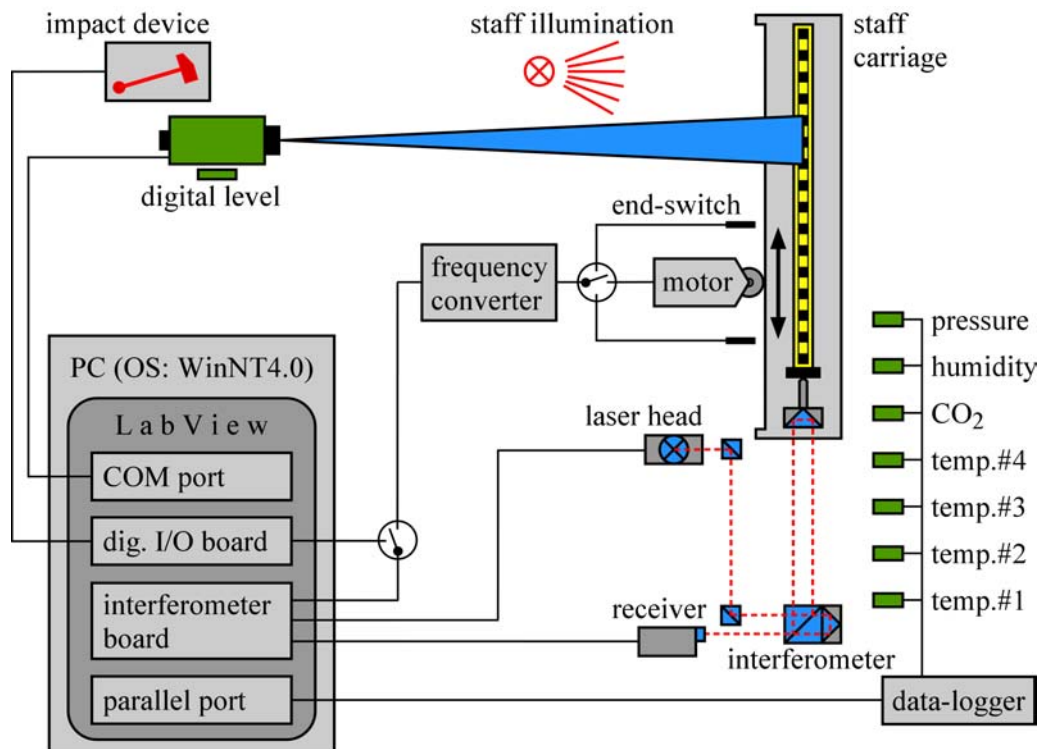 impact device
staff illumination
staff
carriage
digital level
end-switch
frequency
converter
motor
pressure
humidity
CO₂
temp.#4
temp.#3
temp.#2
temp.#1
PC (OS: WinNT4.0)
LabView
COM port
dig. I/O board
interferometer
board
parallel port
laser head
receiver
interferometer
data-logger